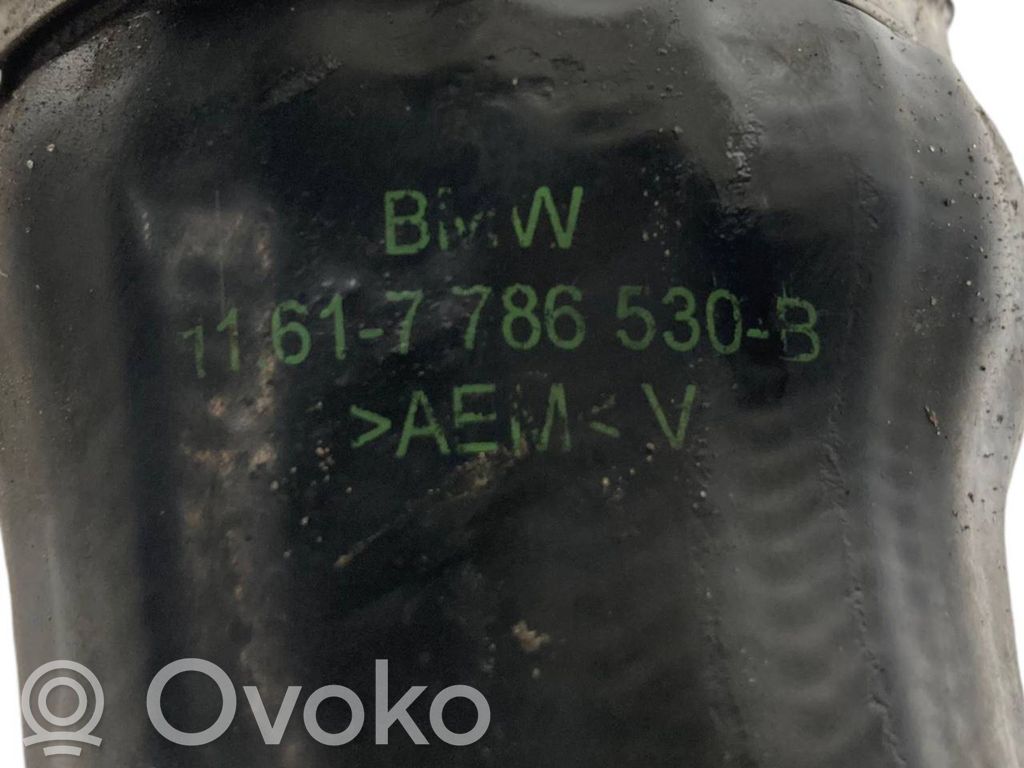 BMW
11 61-7 786 530-B
>AEM< V
Ovoko